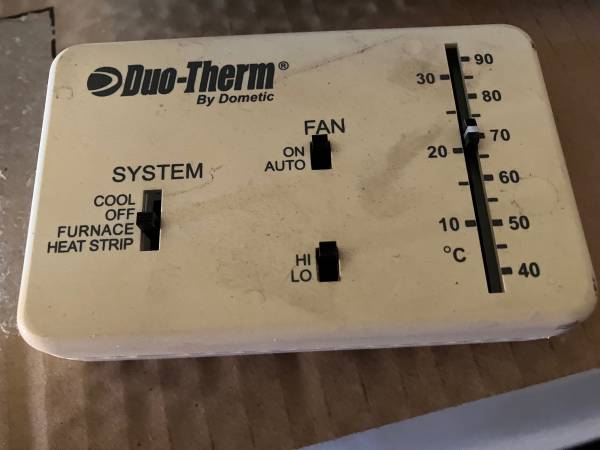 Duo-Therm®
By Dometic
SYSTEM
COOL
OFF
FURNACE
HEAT STRIP
FAN
ON
AUTO
HI
LO
90
30
80
70
20
60
10
50
°C
40